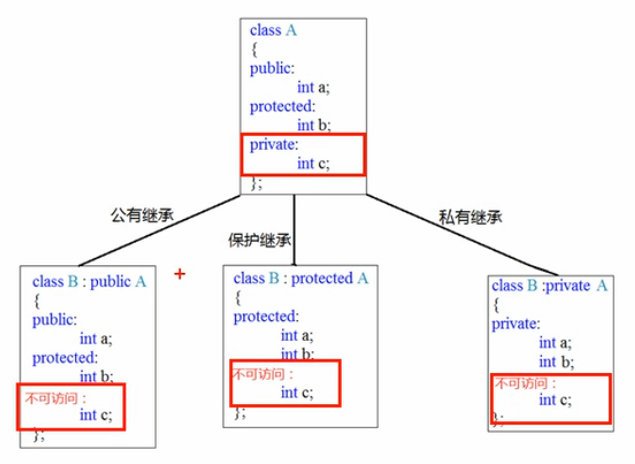 class A
{
public:
int a;
protected:
int b;
private:
int c;
};
公有继承
保护继承
私有继承
class B : public A
{
public:
int a;
protected:
int b;
不可访问：
int c;
};
class B : protected A
{
protected:
int a;
int b;
不可访问：
int c;
};
class B :private A
{
private:
int a;
int b;
不可访问：
int c;
};